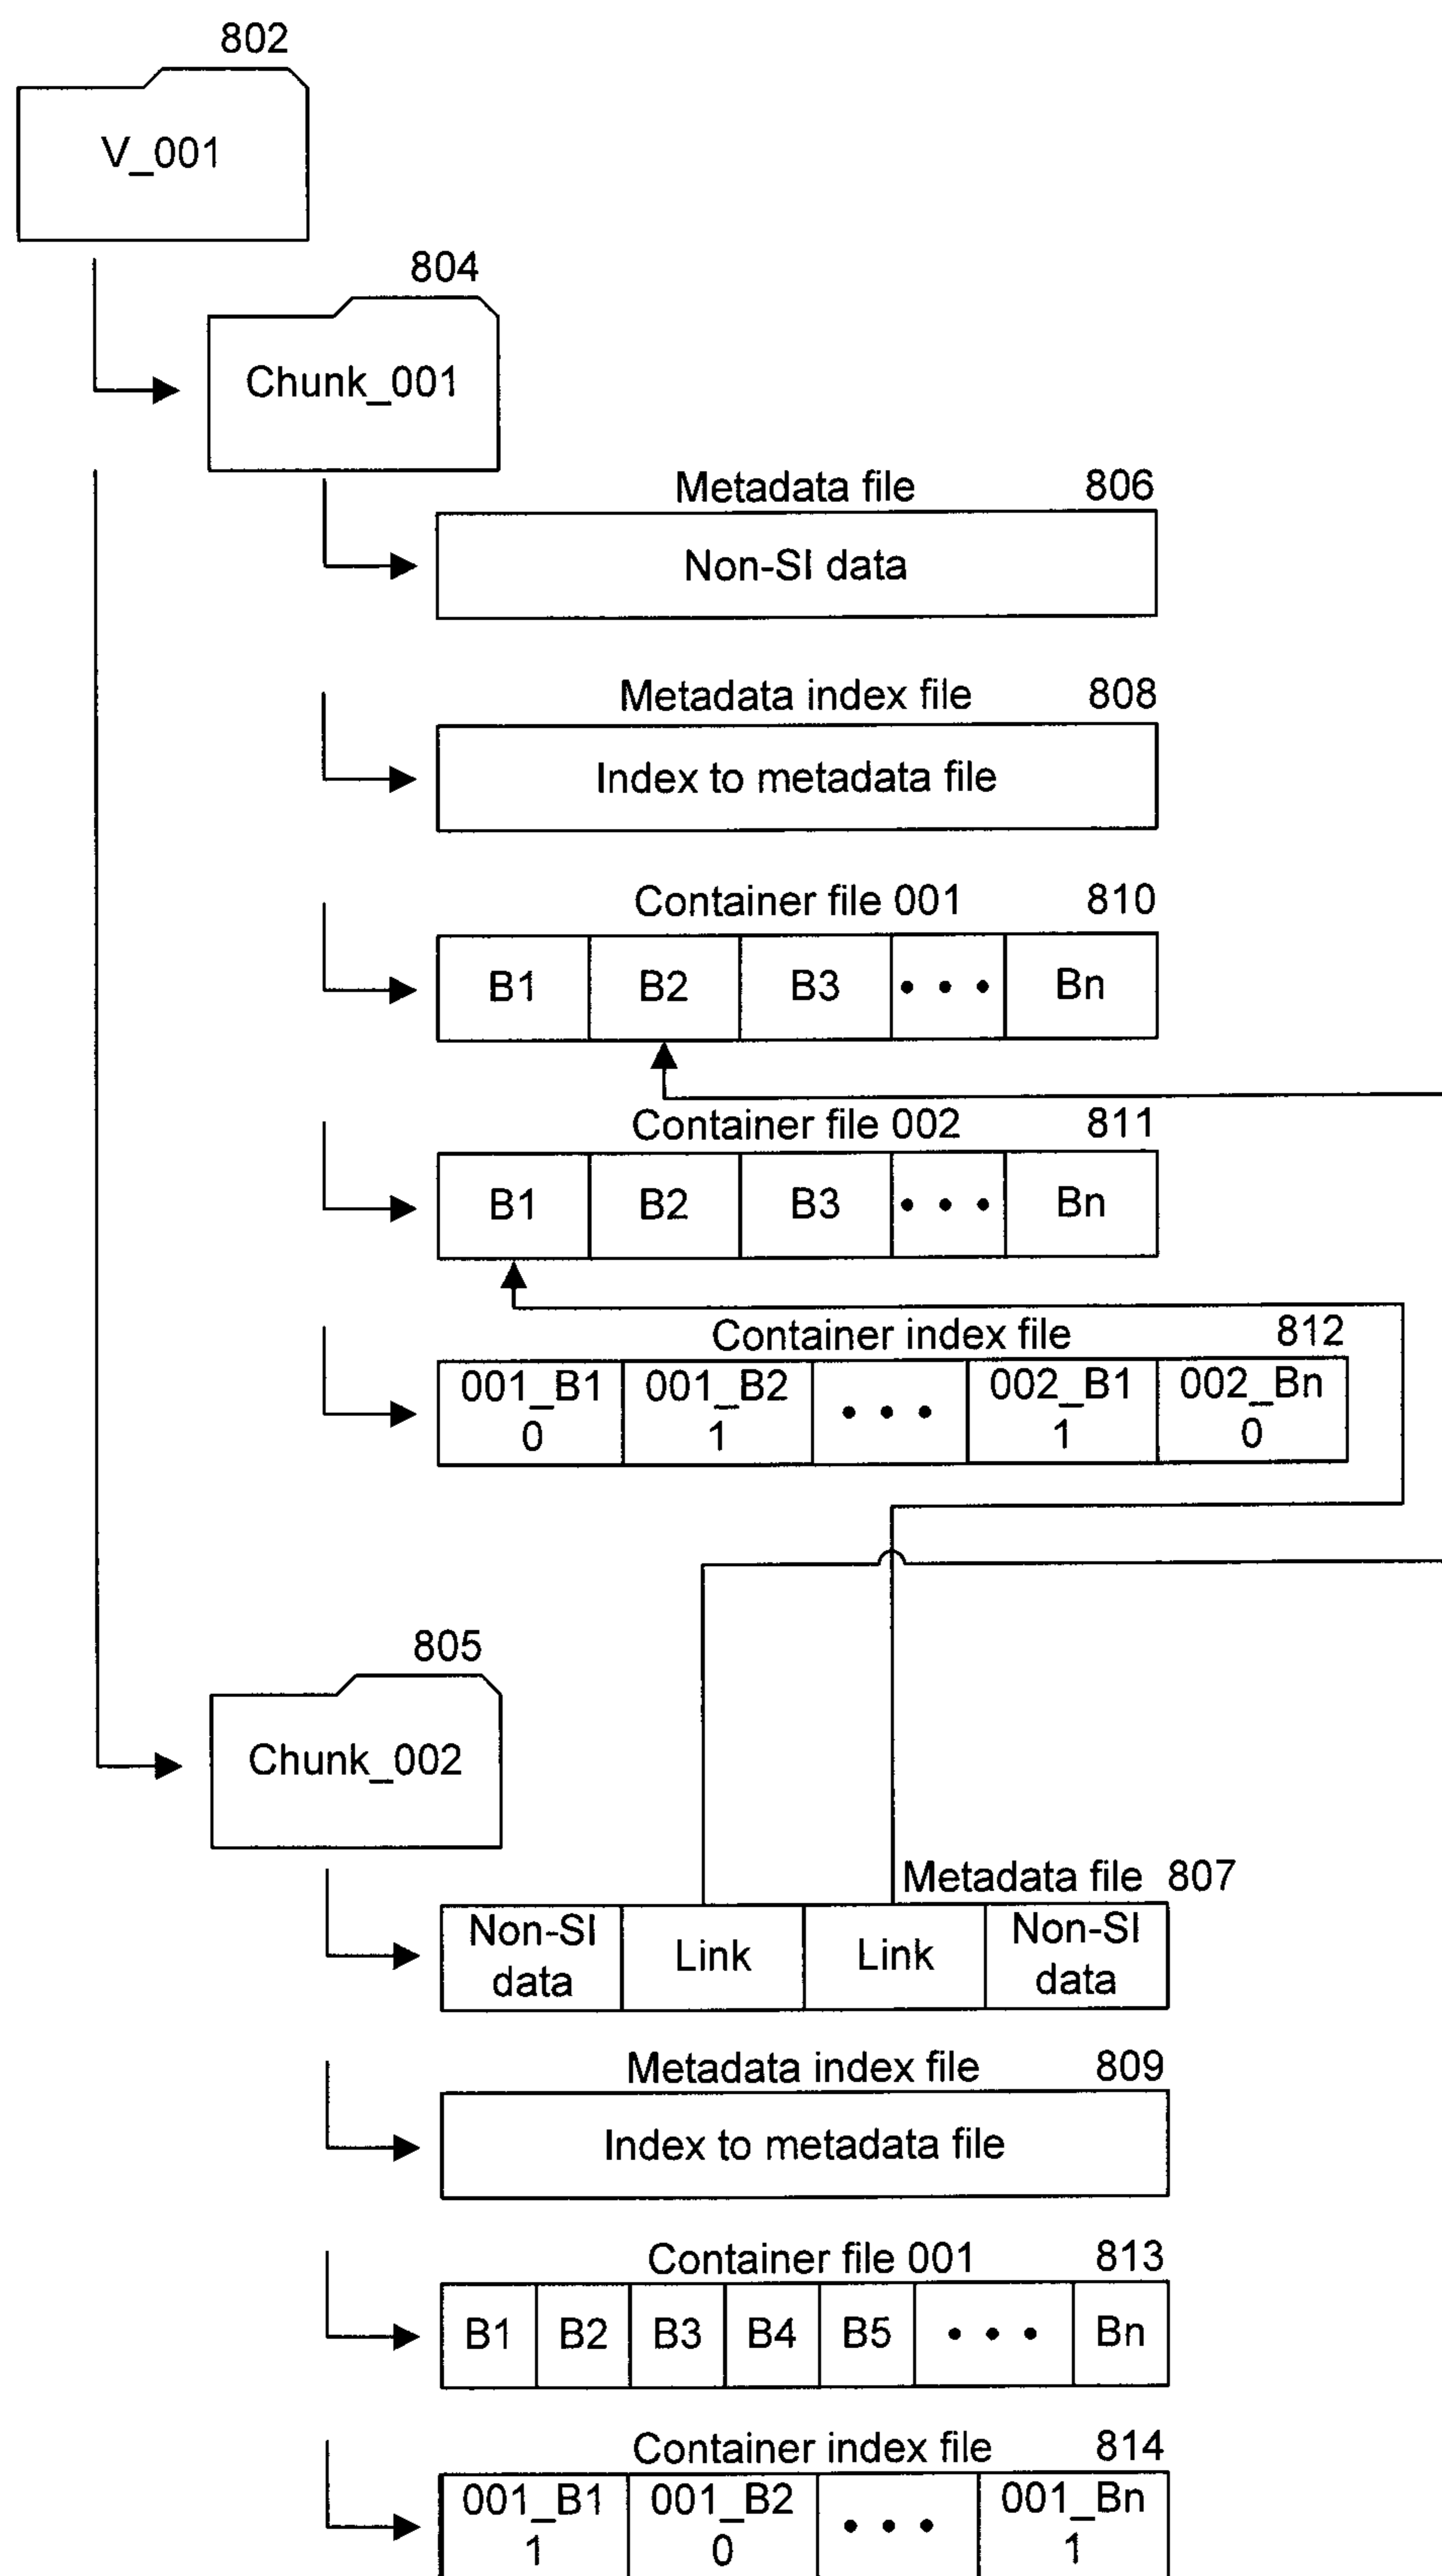 802
V_001
804
Chunk_001
Metadata file 806
Non-SI data
Metadata index file 808
Index to metadata file
Container file 001 810
B1 B2 B3 • • • Bn
Container file 002 811
B1 B2 B3 • • • Bn
Container index file 812
001_B1 001_B2 • • • 002_B1 002_Bn
0 1 1 0
805
Chunk_002
Metadata file 807
Non-SI Link Link Non-SI
data data
Metadata index file 809
Index to metadata file
Container file 001 813
B1 B2 B3 B4 B5 • • • Bn
Container index file 814
001_B1 001_B2 • • • 001_Bn
1 0 1